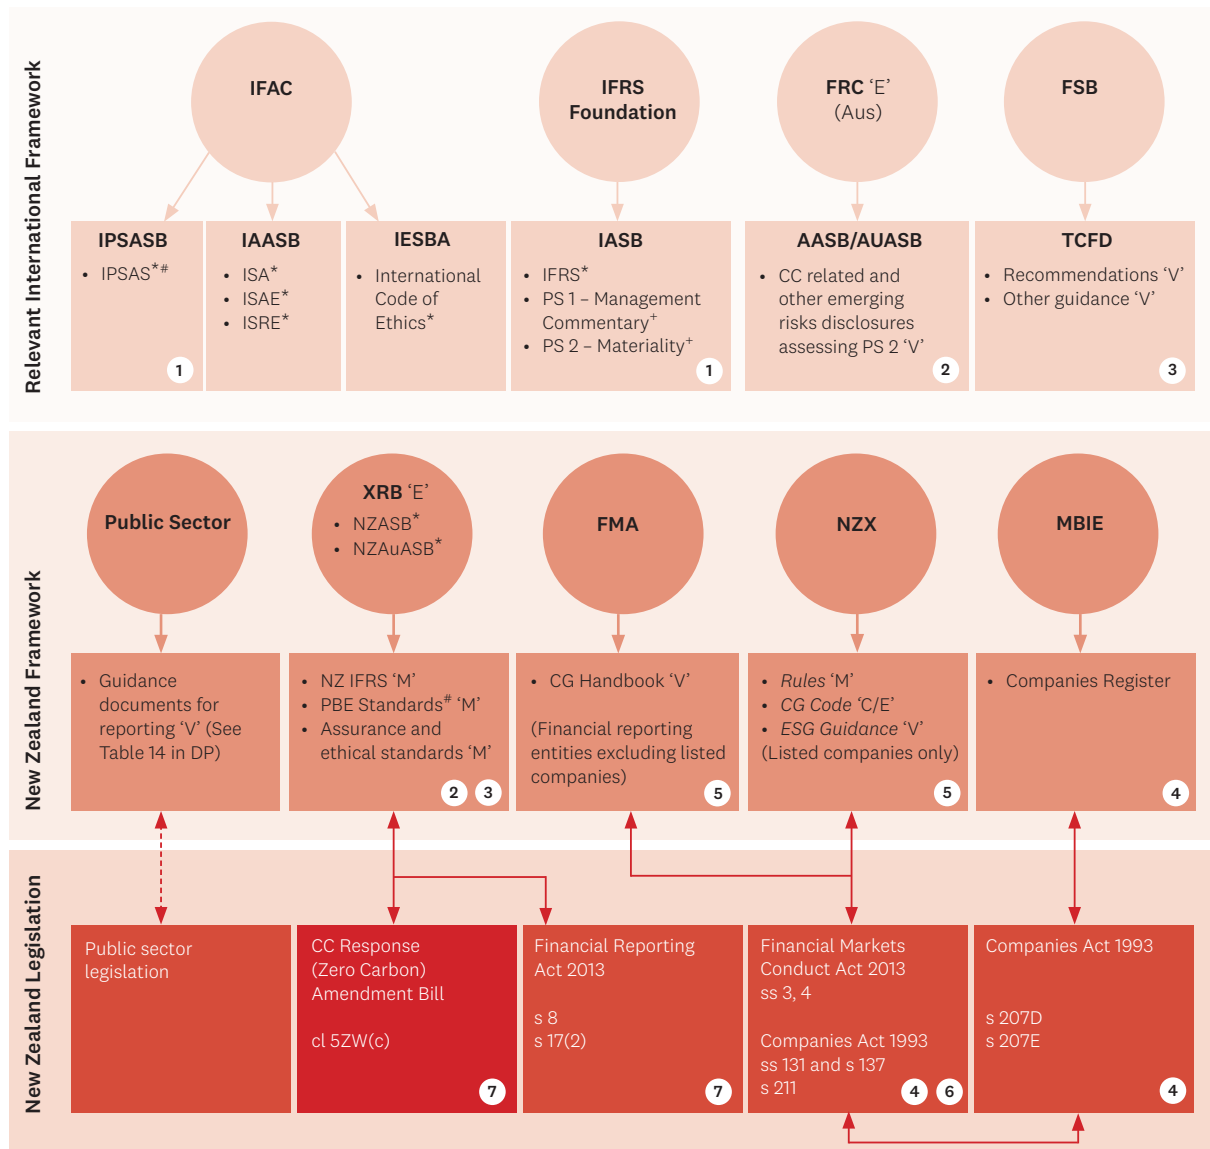 Relevant International Framework
IFAC
IFRS
Foundation
FRC ‘E’
(Aus)
FSB
IPSASB
• IPSAS*#
1
IAASB
• ISA*
• ISAE*
• ISRE*
IESBA
• International
Code of
Ethics*
IASB
• IFRS*
• PS 1 – Management
Commentary+
• PS 2 – Materiality+
1
AASB/AUASB
• CC related and
other emerging
risks disclosures
assessing PS 2 ‘V’
2
TCFD
• Recommendations ‘V’
• Other guidance ‘V’
3
New Zealand Framework
Public Sector
XRB ‘E’
• NZASB*
• NZAuASB*
FMA
NZX
MBIE
• Guidance
documents for
reporting ‘V’ (See
Table 14 in DP)
• NZ IFRS ‘M’
• PBE Standards# ‘M’
• Assurance and
ethical standards ‘M’
2 3
• CG Handbook ‘V’
(Financial reporting
entities excluding listed
companies)
5
• Rules ‘M’
• CG Code ‘C/E’
• ESG Guidance ‘V’
(Listed companies only)
5
• Companies Register
4
New Zealand Legislation
Public sector
legislation
CC Response
(Zero Carbon)
Amendment Bill
cl 5ZW(c)
7
Financial Reporting
Act 2013
s 8
s 17(2)
7
Financial Markets
Conduct Act 2013
ss 3, 4
Companies Act 1993
ss 131 and s 137
s 211
4 6
Companies Act 1993
s 207D
s 207E
4